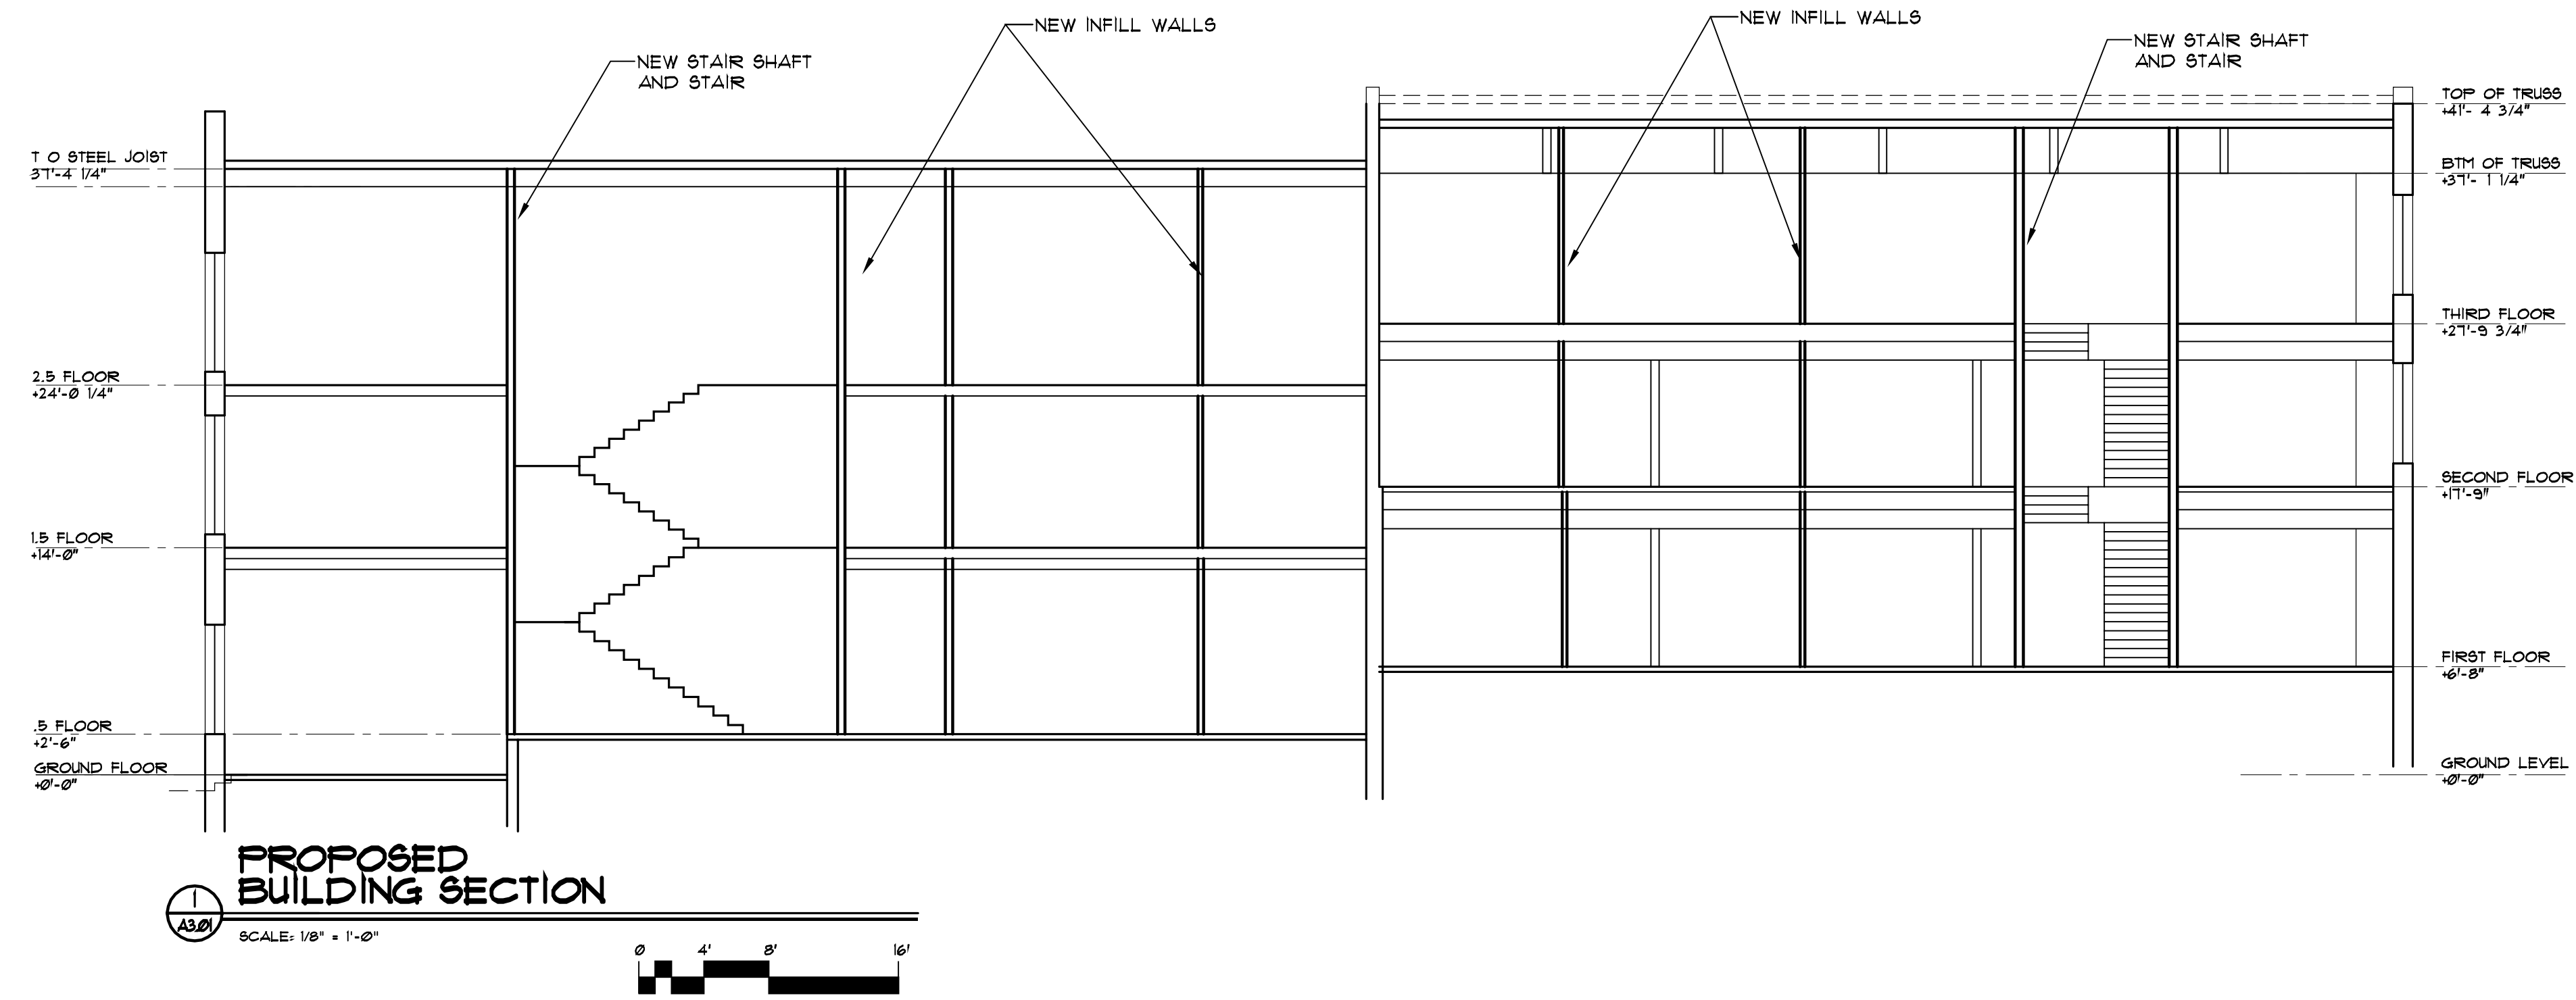 NEW INFILL WALLS
NEW INFILL WALLS
NEW STAIR SHAFT
AND STAIR
NEW STAIR SHAFT
AND STAIR
T O STEEL JOIST
37'-4 1/4"
2.5 FLOOR
+24'-0 1/4"
1.5 FLOOR
+14'-0"
.5 FLOOR
+2'-6"
GROUND FLOOR
+0'-0"
TOP OF TRUSS
+41'- 4 3/4"
BTM OF TRUSS
+37'- 1 1/4"
THIRD FLOOR
+27'-9 3/4"
SECOND FLOOR
+17'-9"
FIRST FLOOR
+6'-8"
GROUND LEVEL
+0'-0"
PROPOSED
BUILDING SECTION
1
A3.01
SCALE: 1/8" = 1'-0"
0 4' 8' 16'